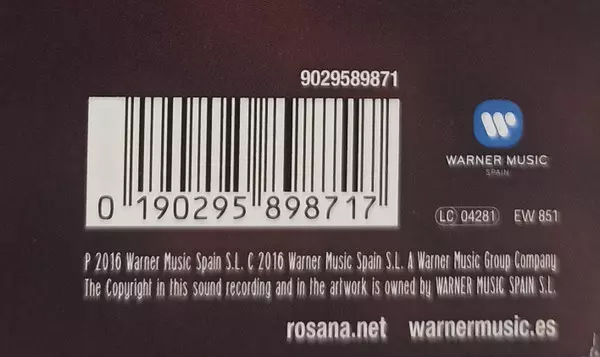 9029589871
0 190295 898717
WARNER MUSIC
SPAIN
LC 04281 EW 851
P 2016 Warner Music Spain S.L. C 2016 Warner Music Spain S.L. A Warner Music Group Company
The Copyright in this sound recording and in the artwork is owned by WARNER MUSIC SPAIN S.L.
rosana.net warnermusic.es